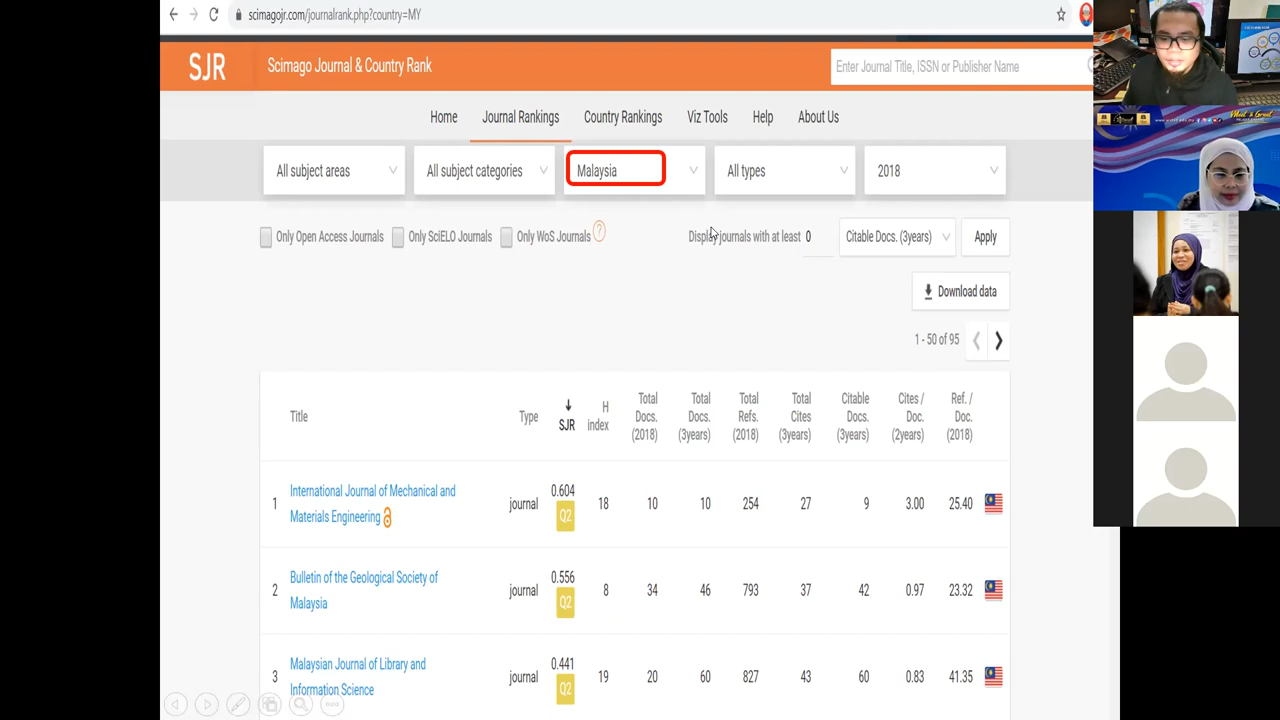 scimagojr.com/journalrank.php?country=MY
SJR
Scimago Journal & Country Rank
Enter Journal Title, ISSN or Publisher Name
Home
Journal Rankings
Country Rankings
Viz Tools
Help
About Us
All subject areas
All subject categories
Malaysia
All types
2018
Only Open Access Journals
Only SciELO Journals
Only WoS Journals
?
Display journals with at least
0
Citable Docs. (3years)
Apply
Download data
1 - 50 of 95
Title
Type
SJR
H
index
Total
Docs.
(2018)
Total
Docs.
(3years)
Total
Refs.
(2018)
Total
Cites
(3years)
Citable
Docs.
(3years)
Cites /
Doc.
(2years)
Ref. /
Doc.
(2018)
1
International Journal of Mechanical and
Materials Engineering
journal
0.604
Q2
18
10
10
254
27
9
3.00
25.40
2
Bulletin of the Geological Society of
Malaysia
journal
0.556
Q2
8
34
46
793
37
42
0.97
23.32
3
Malaysian Journal of Library and
Information Science
journal
0.441
Q2
19
20
60
827
43
60
0.83
41.35